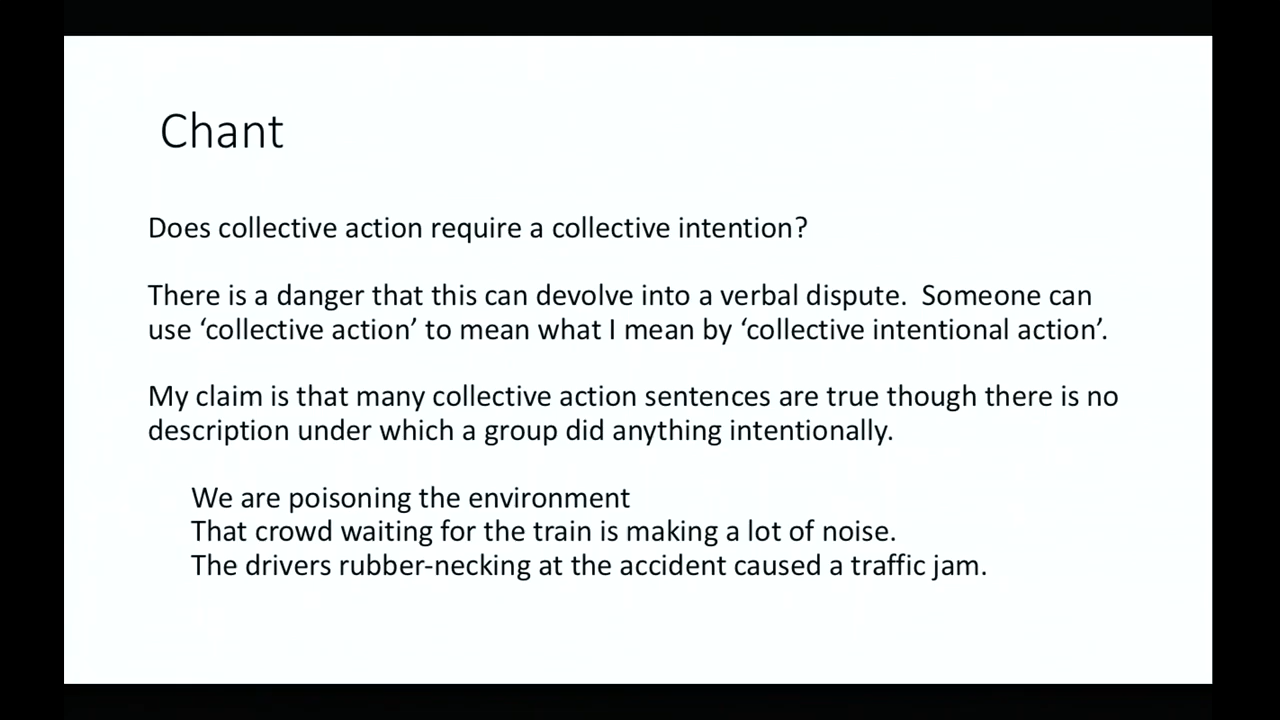 Chant
Does collective action require a collective intention?
There is a danger that this can devolve into a verbal dispute.  Someone can
use ‘collective action’ to mean what I mean by ‘collective intentional action’.
My claim is that many collective action sentences are true though there is no
description under which a group did anything intentionally.
We are poisoning the environment
That crowd waiting for the train is making a lot of noise.
The drivers rubber-necking at the accident caused a traffic jam.